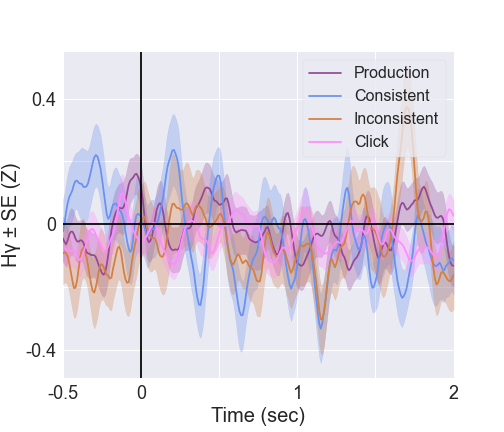 Production
Consistent
Inconsistent
Click
Hγ ± SE (Z)
0.4
0
-0.4
-0.5
0
1
2
Time (sec)